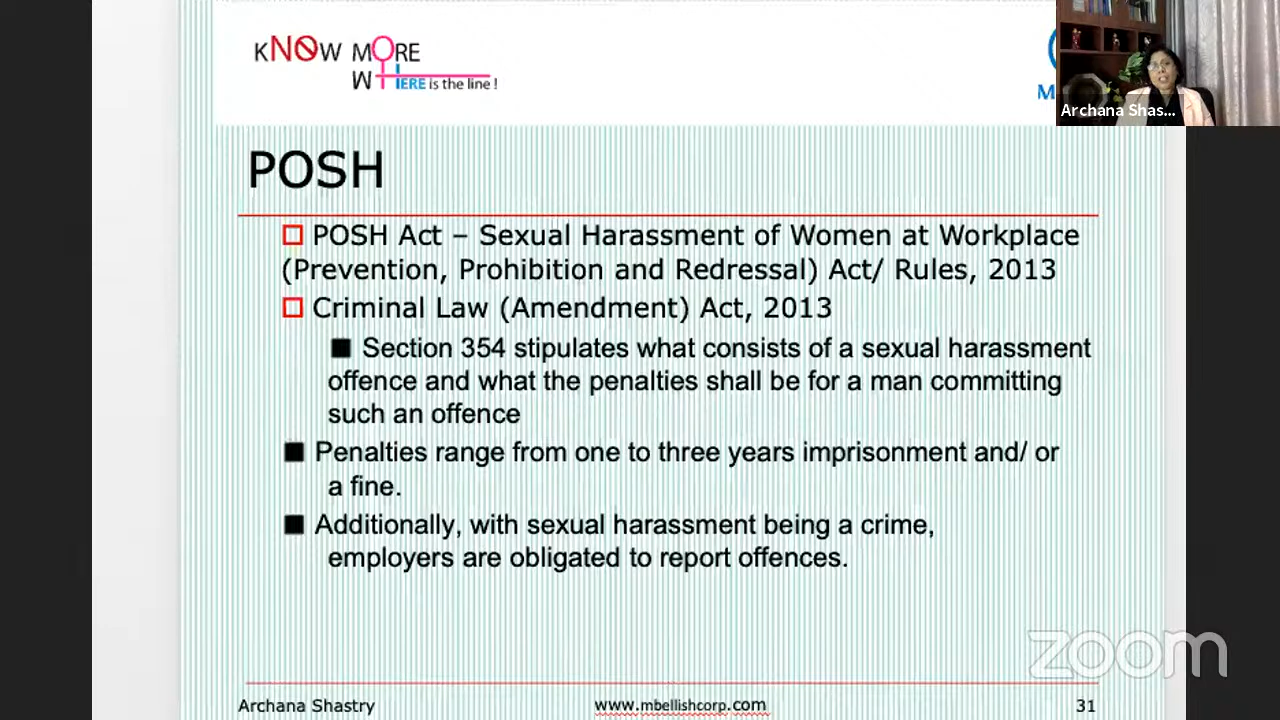 KNOW MORE
WHERE is the line !
M
Archana Shas...
POSH
POSH Act – Sexual Harassment of Women at Workplace
(Prevention, Prohibition and Redressal) Act/ Rules, 2013
Criminal Law (Amendment) Act, 2013
Section 354 stipulates what consists of a sexual harassment
offence and what the penalties shall be for a man committing
such an offence
Penalties range from one to three years imprisonment and/ or
a fine.
Additionally, with sexual harassment being a crime,
employers are obligated to report offences.
zoom
Archana Shastry
www.mbellishcorp.com
31